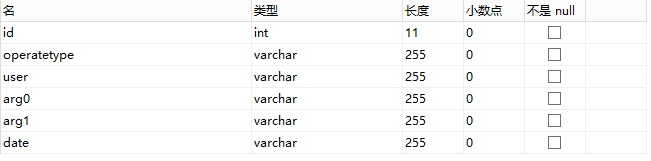 名 类型 长度 小数点 不是 null
id int 11 0
operatetype varchar 255 0
user varchar 255 0
arg0 varchar 255 0
arg1 varchar 255 0
date varchar 255 0